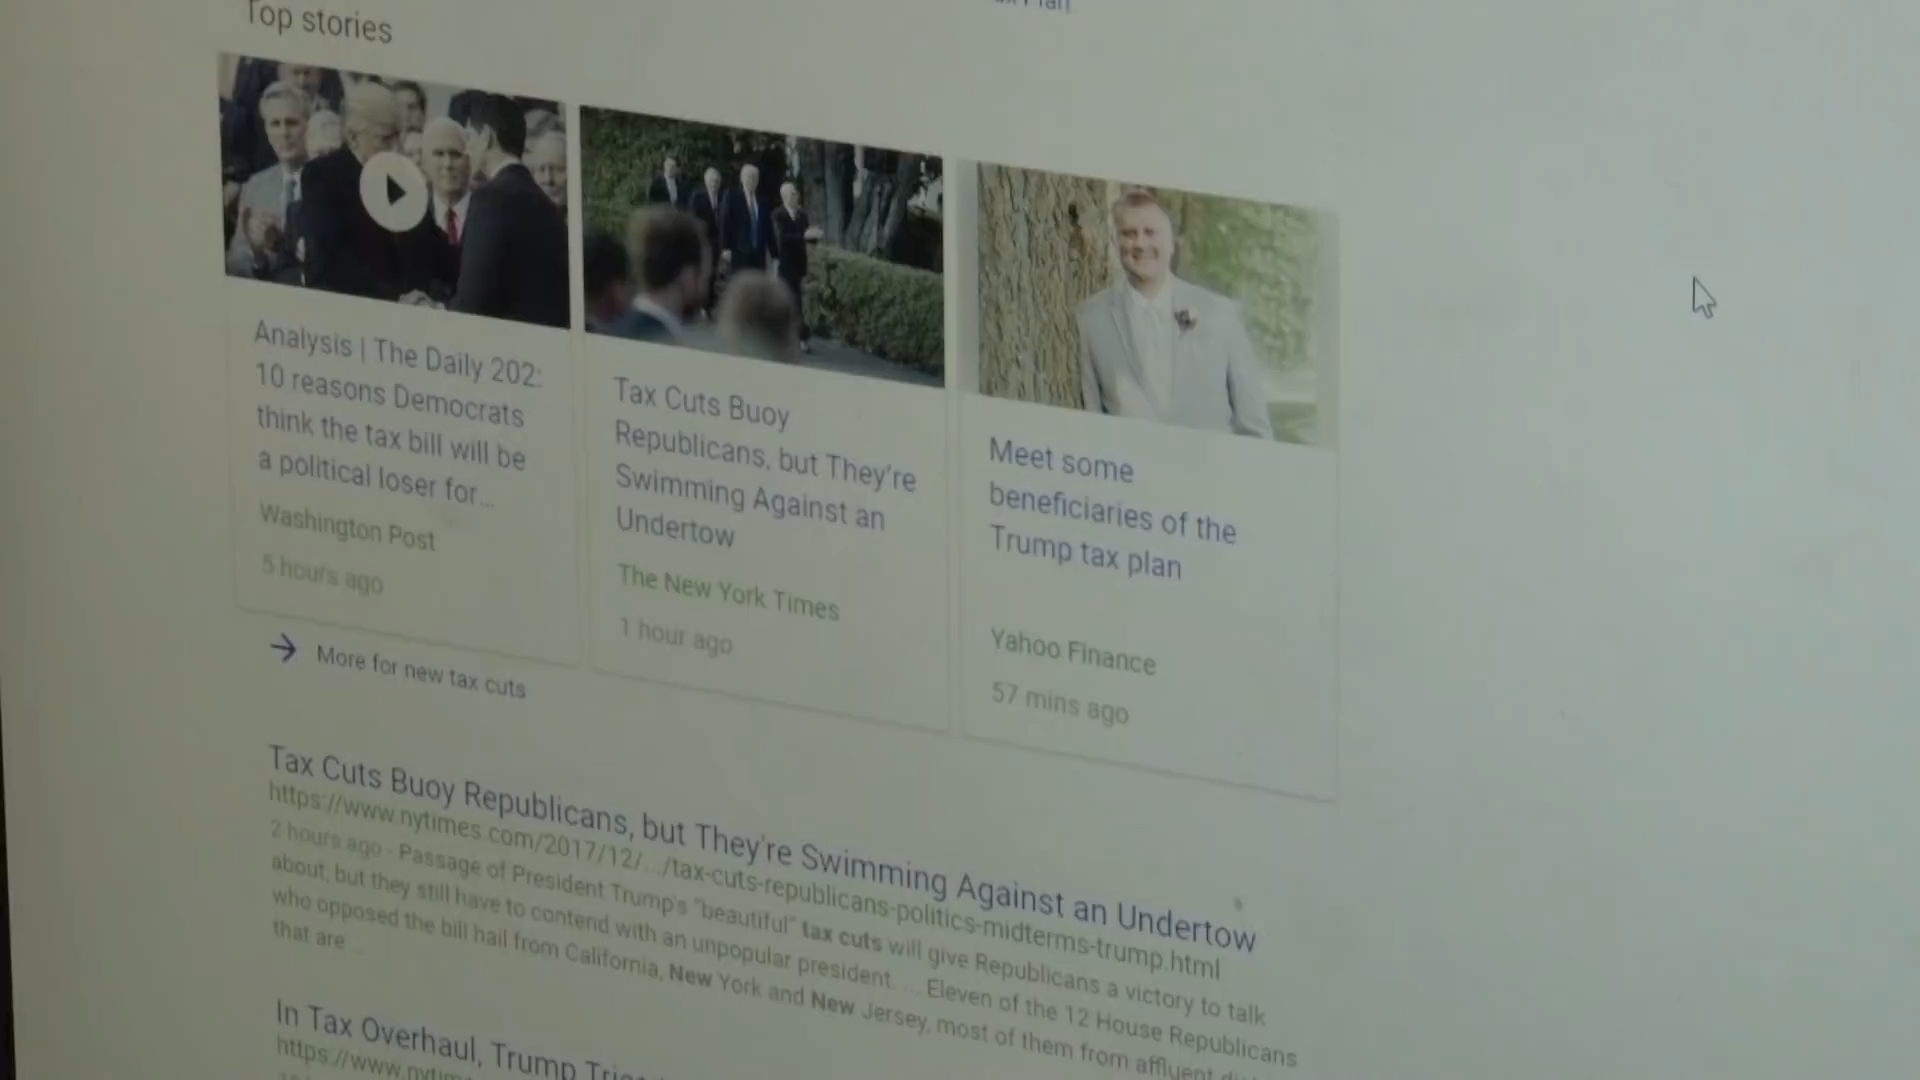 Plan
Top stories
Analysis | The Daily 202:
10 reasons Democrats
think the tax bill will be
a political loser for...
Washington Post
5 hours ago
Tax Cuts Buoy
Republicans, but They're
Swimming Against an
Undertow
The New York Times
1 hour ago
Meet some
beneficiaries of the
Trump tax plan
Yahoo Finance
57 mins ago
More for new tax cuts
Tax Cuts Buoy Republicans, but They're Swimming Against an Undertow
https://www.nytimes.com/2017/12/.../tax-cuts-republicans-politics-midterms-trump.html
2 hours ago - Passage of President Trump's "beautiful" tax cuts will give Republicans a victory to talk
about, but they still have to contend with an unpopular president. ... Eleven of the 12 House Republicans
who opposed the bill hail from California, New York and New Jersey, most of them from affluent
that are ...
In Tax Overhaul, Trump
https://www.nytim